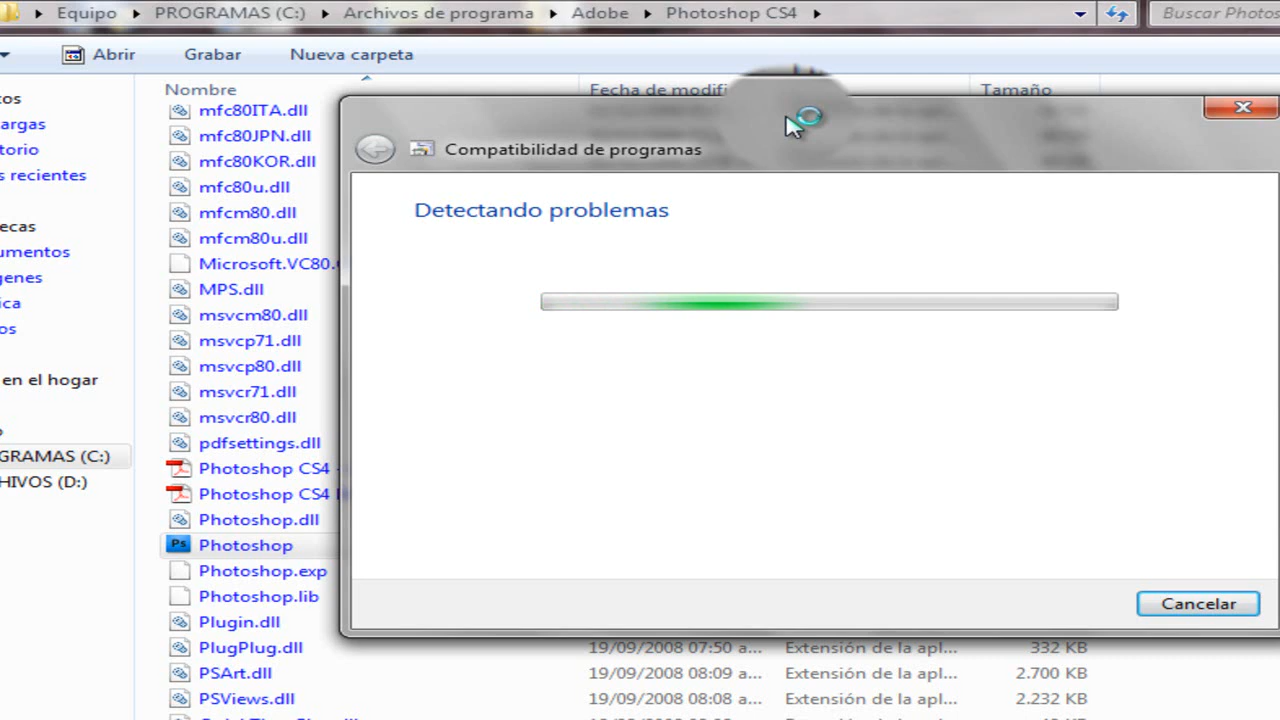 Equipo PROGRAMAS (C:) Archivos de programa Adobe Photoshop CS4 Buscar Photos
Abrir Grabar Nueva carpeta
Nombre Fecha de modifi Tamaño
mfc80ITA.dll
tos
mfc80JPN.dll
argas
torio
mfc80KOR.dll
Compatibilidad de programas
s recientes
mfc80u.dll
mfcm80.dll
Detectando problemas
ecas
mfcm80u.dll
umentos
Microsoft.VC80.
genes
MPS.dll
ica
msvcm80.dll
os
msvcp71.dll
msvcp80.dll
en el hogar
msvcr71.dll
msvcr80.dll
pdfsettings.dll
GRAMAS (C:)
Photoshop CS4
HIVOS (D:)
Photoshop CS4
Photoshop.dll
Ps Photoshop
Photoshop.exp
Photoshop.lib
Cancelar
Plugin.dll
PlugPlug.dll 19/09/2008 07:50 a... Extensión de la apl... 332 KB
PSArt.dll 19/09/2008 08:09 a... Extensión de la apl... 2.700 KB
PSViews.dll 19/09/2008 08:08 a... Extensión de la apl... 2.232 KB